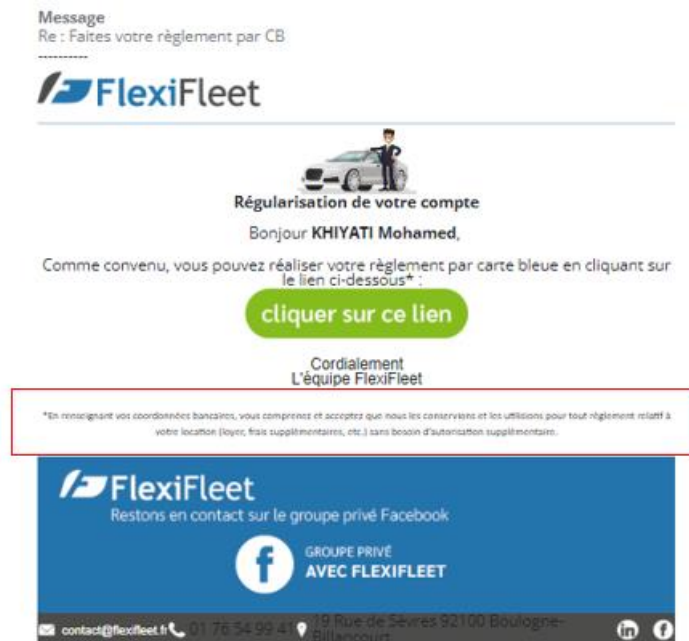 Message
Re : Faites votre règlement par CB
----------
FlexiFleet
Régularisation de votre compte
Bonjour KHIYATI Mohamed,
Comme convenu, vous pouvez réaliser votre règlement par carte bleue en cliquant sur
le lien ci-dessous* :
cliquer sur ce lien
Cordialement
L'équipe FlexiFleet
*En renseignant vos coordonnées bancaires, vous comprenez et acceptez que nous les conservions et les utilisions pour tout règlement relatif à
votre location (loyer, frais supplémentaires, etc.) sans besoin d'autorisation supplémentaire.
FlexiFleet
Restons en contact sur le groupe privé Facebook
f
GROUPE PRIVÉ
AVEC FLEXIFLEET
contact@flexifleet.fr 01 76 54 99 41 19 Rue de Sèvres 92100 Boulogne-
Billancourt
in f